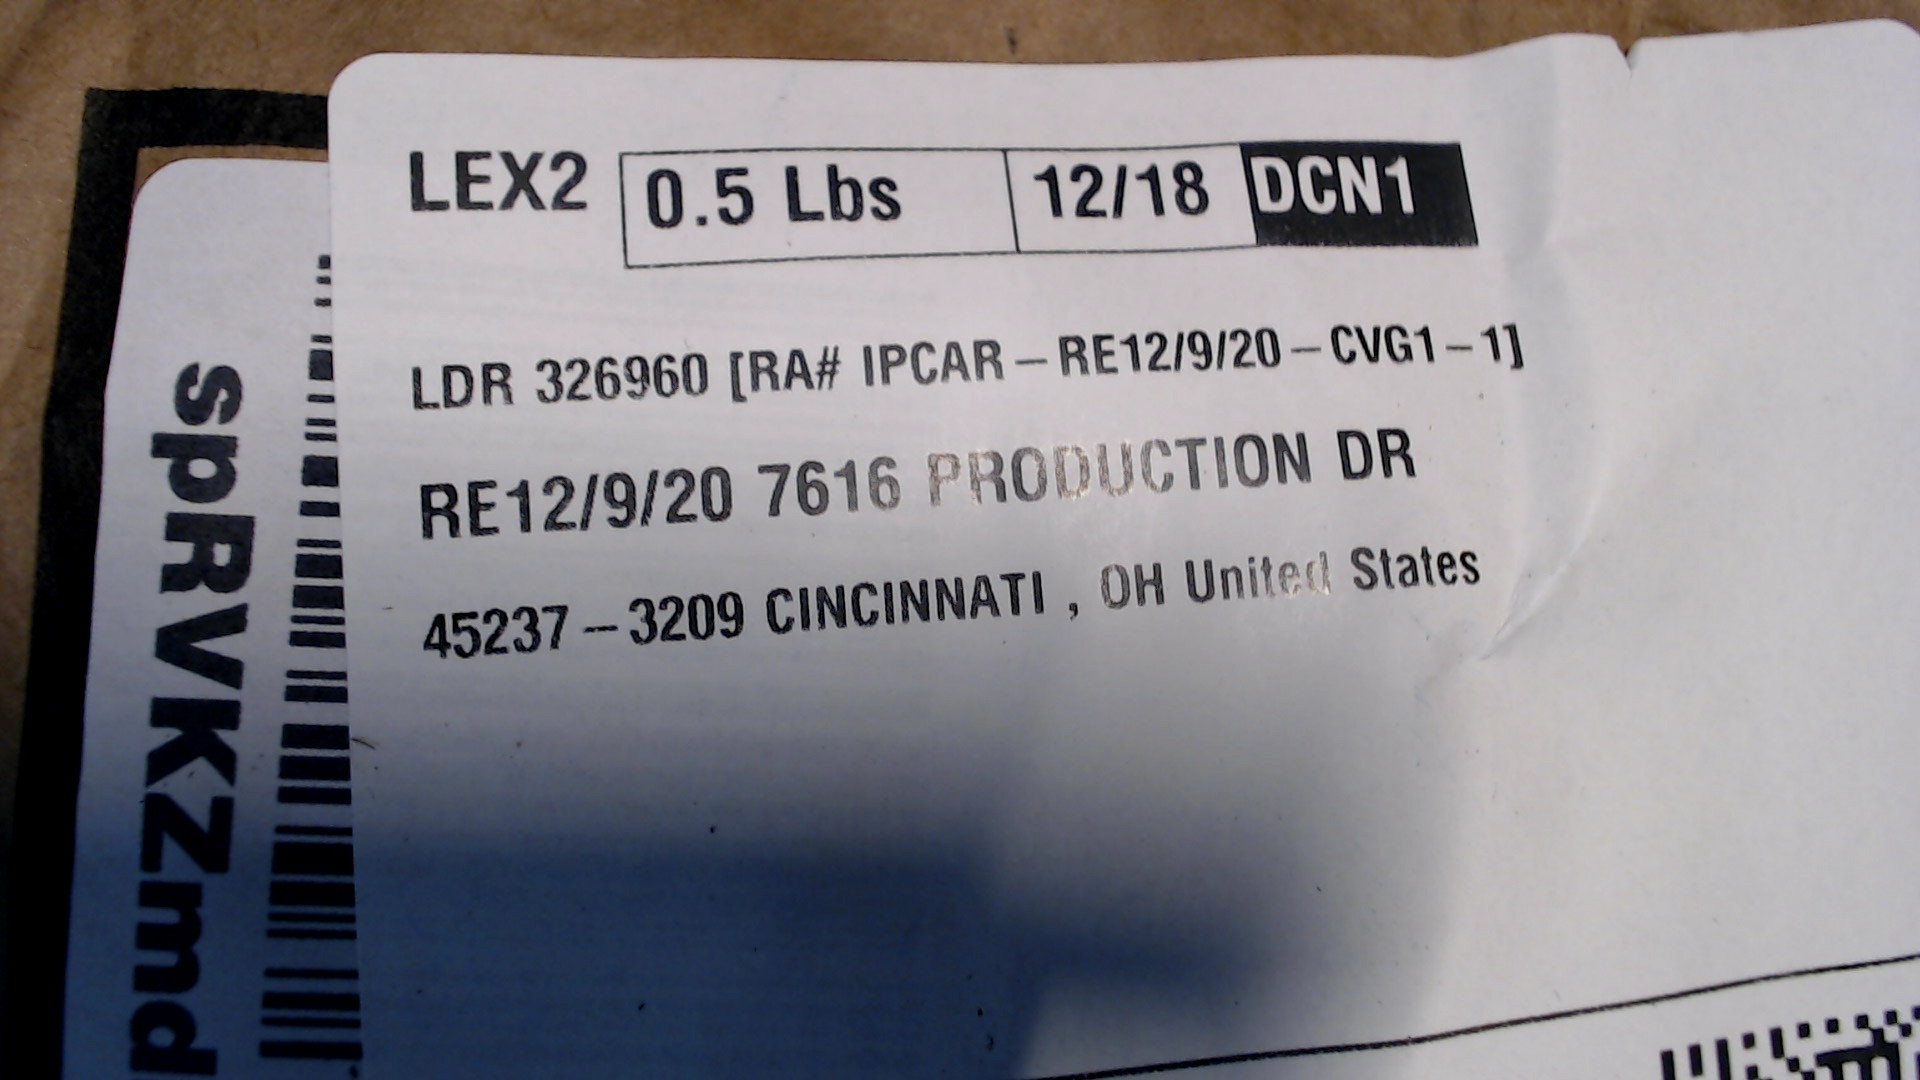 LEX2 0.5 Lbs 12/18 DCN1
LDR 326960 [RA# IPCAR-RE12/9/20-CVG1-1]
RE12/9/20 7616 PRODUCTION DR
45237-3209 CINCINNATI , OH United States
spRVKZmd